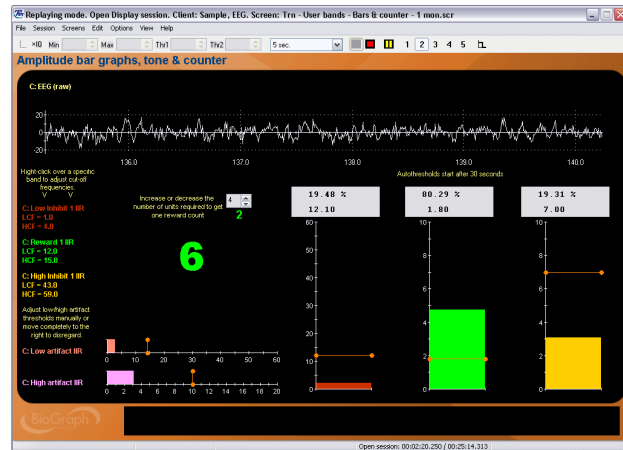 Replaying mode. Open Display session. Client: Sample, EEG. Screen: Trn - User bands - Bars & counter - 1 mon.scr
File Session Screens Edit Options View Help
×10 Min Max Thr1 Thr2 5 sec. 1 2 3 4 5
Amplitude bar graphs, tone & counter
C: EEG (raw)
20
0
-20
136.0 137.0 138.0 139.0 140.0
Right-click over a specific
band to adjust cut-off
frequencies.
V V
Autothresholds start after 30 seconds
Increase or decrease the
number of units required to get
one reward count
4
2
6
C: Low Inhibit 1 IIR
LCF = 1.0
HCF = 4.0
C: Reward 1 IIR
LCF = 12.0
HCF = 15.0
C: High Inhibit 1 IIR
LCF = 43.0
HCF = 59.0
Adjust low/high artifact
thresholds manually or
move completely to the
right to disregard.
C: Low artifact IIR
0 10 20 30 40 50 60
C: High artifact IIR
0 2 4 6 8 10 12 14 16 18 20
19.48 % 80.29 % 19.31 %
12.10 1.80 7.00
60
50
40
30
20
10
0
10
8
6
4
2
0
10
8
6
4
2
0
BioGraph
Open session: 00:02:20.250 / 00:25:14.313